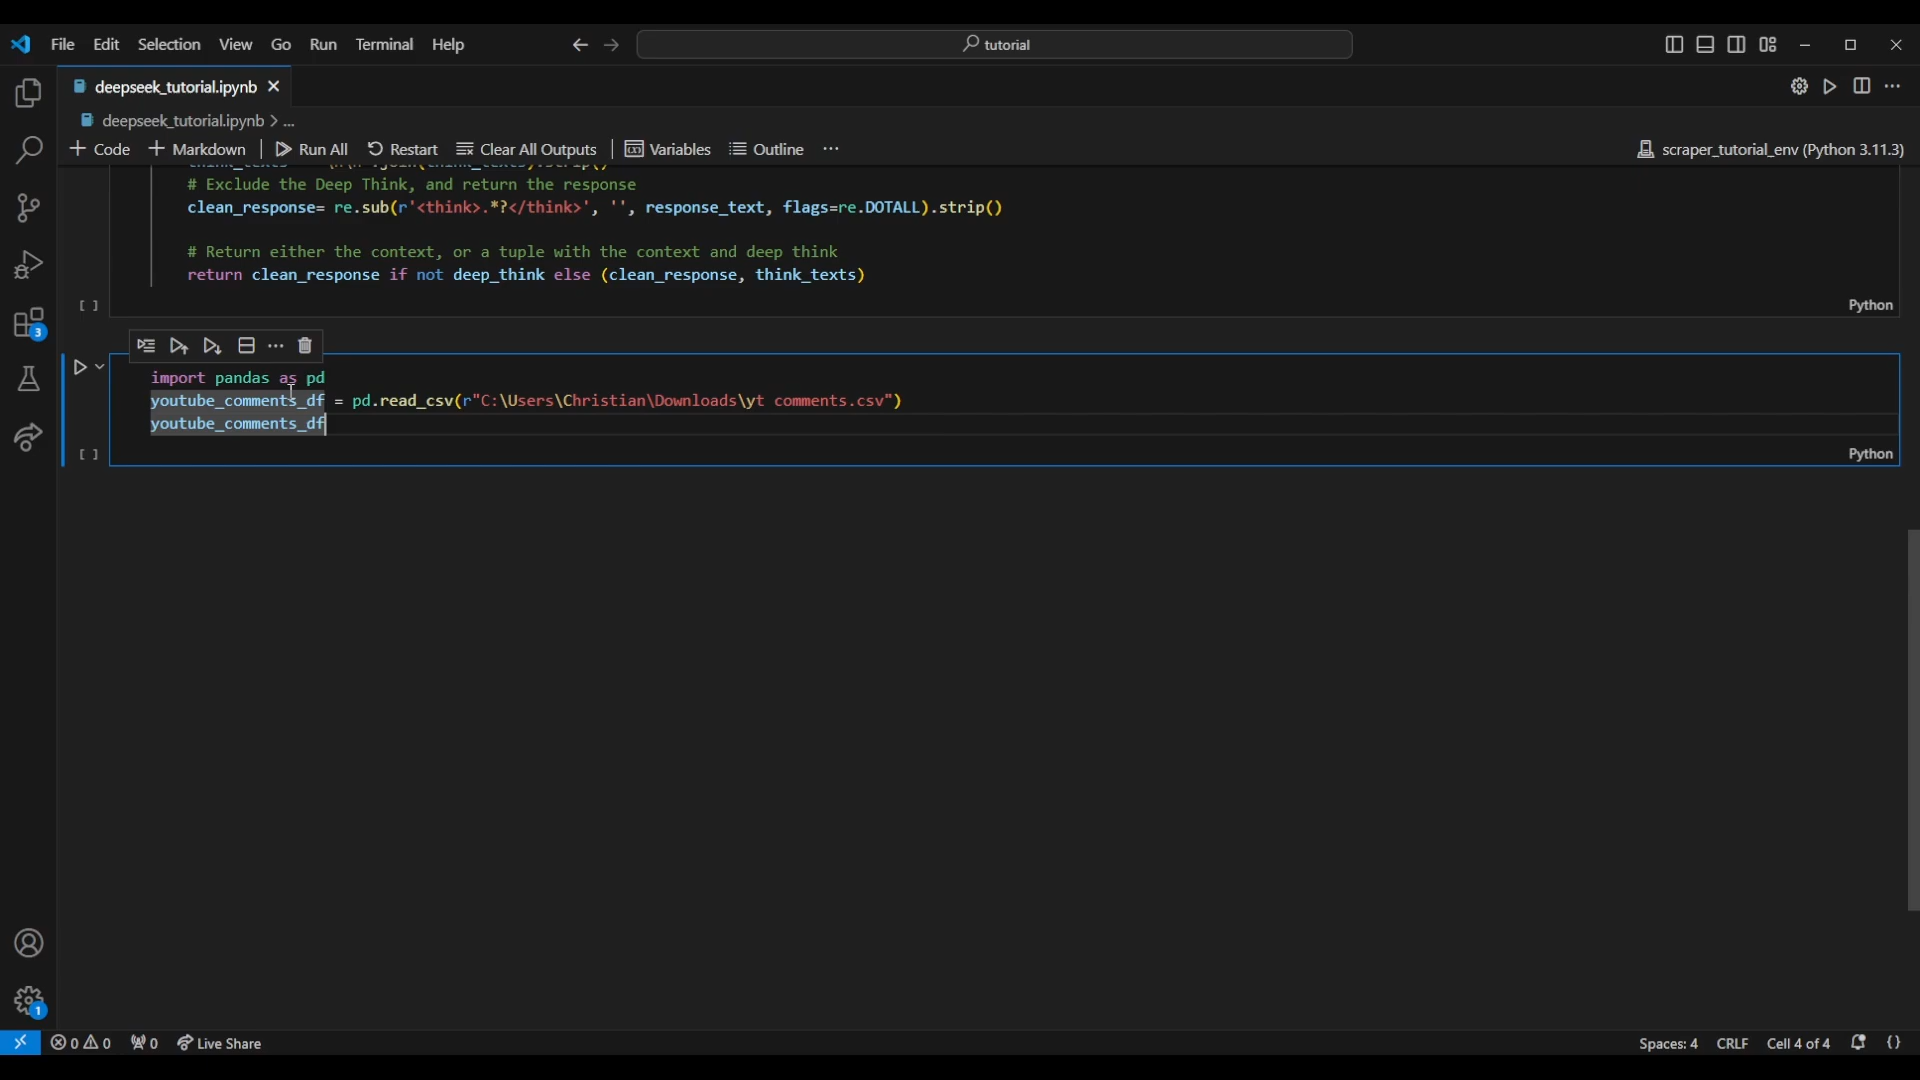 File Edit Selection View Go Run Terminal Help
tutorial
deepseek_tutorial.ipynb
deepseek_tutorial.ipynb > ...
+ Code + Markdown Run All Restart Clear All Outputs Variables Outline ...
scraper_tutorial_env (Python 3.11.3)
# Exclude the Deep Think, and return the response
clean_response= re.sub(r'<think>.*?</think>', '', response_text, flags=re.DOTALL).strip()
# Return either the context, or a tuple with the context and deep think
return clean_response if not deep_think else (clean_response, think_texts)
[ ] Python
import pandas as pd
youtube_comments_df = pd.read_csv(r"C:\Users\Christian\Downloads\yt comments.csv")
youtube_comments_df
[ ] Python
3
1
0 0 0 Live Share
Spaces: 4 CRLF Cell 4 of 4 {}